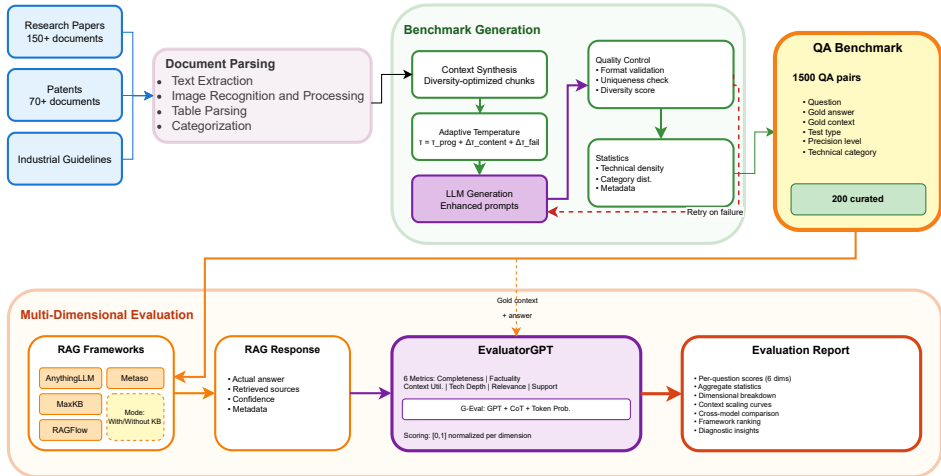 Research Papers
150+ documents
Patents
70+ documents
Industrial Guidelines
Document Parsing
• Text Extraction
• Image Recognition and Processing
• Table Parsing
• Categorization
Benchmark Generation
Context Synthesis
Diversity-optimized chunks
Adaptive Temperature
τ = τ_prog + Δτ_content + Δτ_fail
LLM Generation
Enhanced prompts
Quality Control
• Format validation
• Uniqueness check
• Diversity score
Statistics
• Technical density
• Category dist.
• Metadata
Retry on failure
QA Benchmark
1500 QA pairs
• Question
• Gold answer
• Gold context
• Test type
• Precision level
• Technical category
200 curated
Multi-Dimensional Evaluation
Gold context
+ answer
RAG Frameworks
AnythingLLM
Metaso
MaxKB
RAGFlow
Mode:
With/Without KB
RAG Response
• Actual answer
• Retrieved sources
• Confidence
• Metadata
EvaluatorGPT
6 Metrics: Completeness | Factuality
Context Util. | Tech Depth | Relevance | Support
G-Eval: GPT + CoT + Token Prob.
Scoring: [0,1] normalized per dimension
Evaluation Report
• Per-question scores (6 dims)
• Aggregate statistics
• Dimensional breakdown
• Context scaling curves
• Cross-model comparison
• Framework ranking
• Diagnostic insights